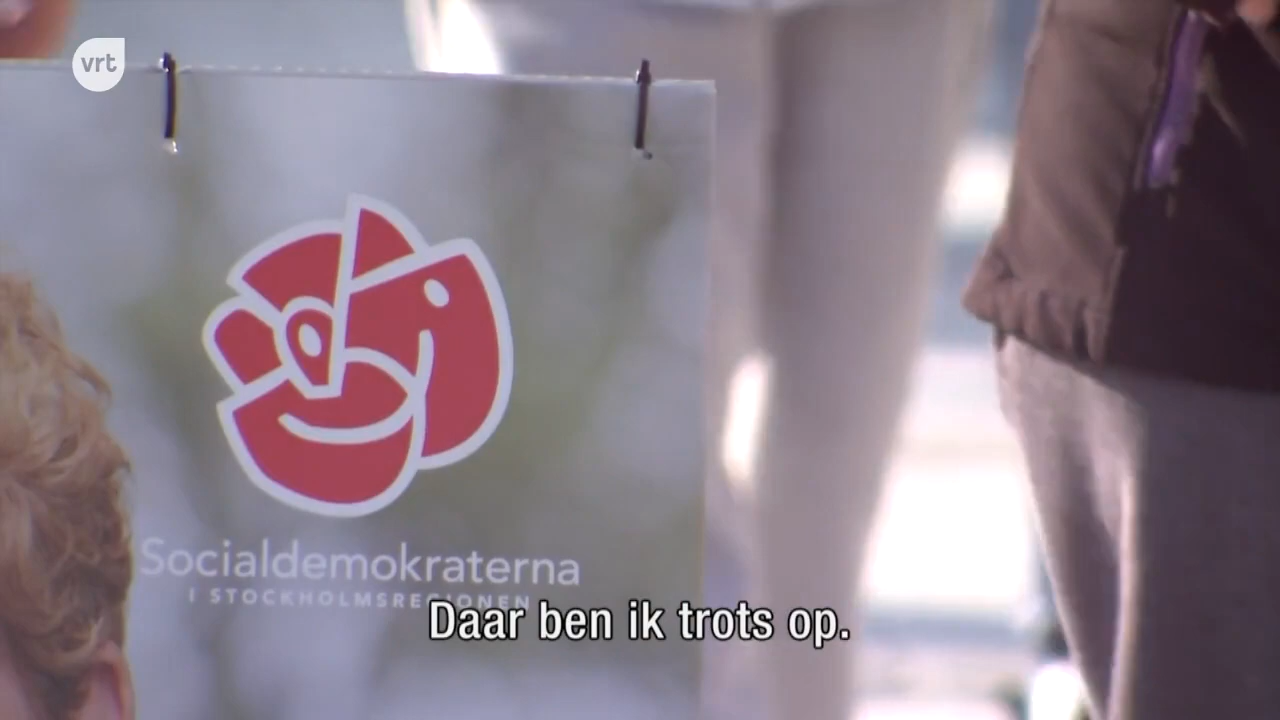 vrt
Socialdemokraterna
I STOCKHOLMSREGIONEN
Daar ben ik trots op.